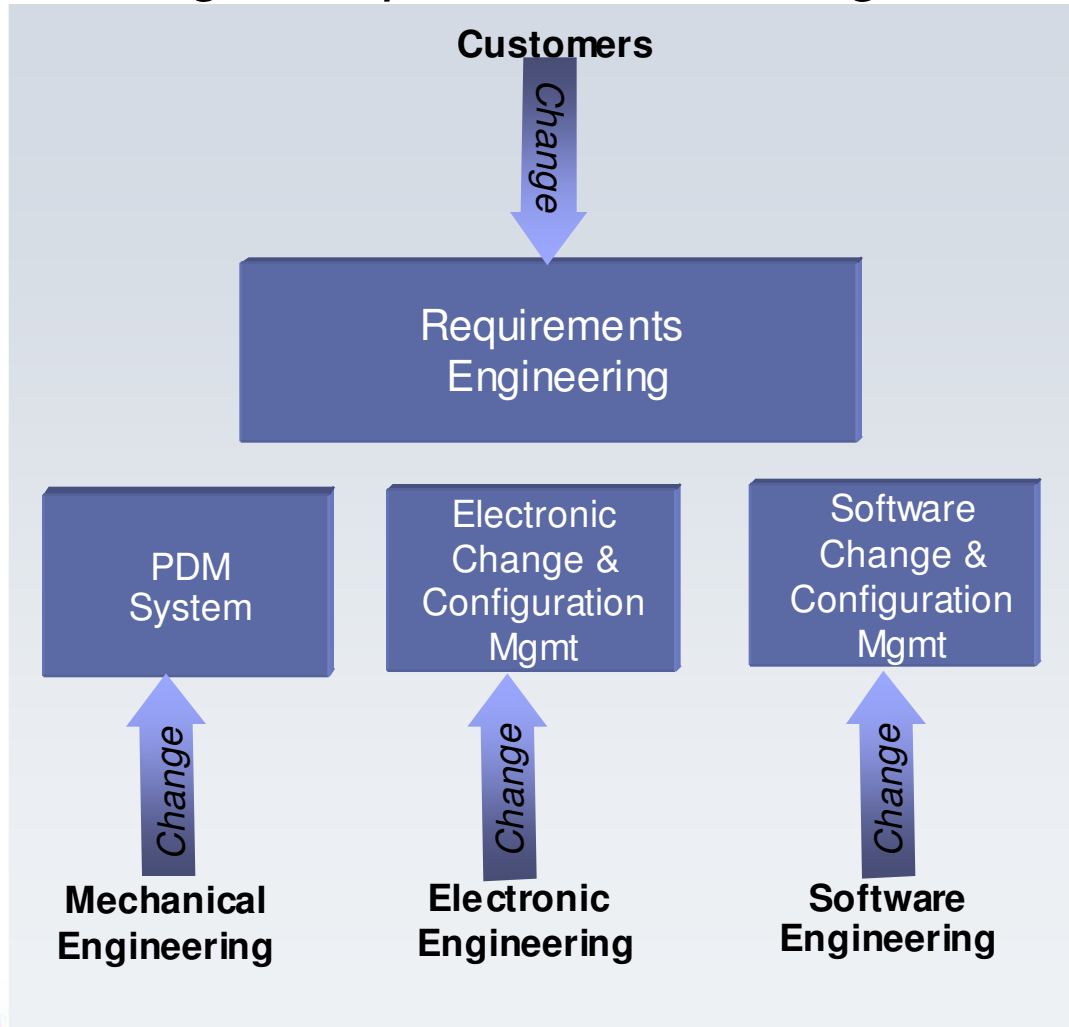 Customers
Change
Requirements
Engineering
PDM
System
Electronic
Change &
Configuration
Mgmt
Software
Change &
Configuration
Mgmt
Change
Change
Change
Mechanical
Engineering
Electronic
Engineering
Software
Engineering